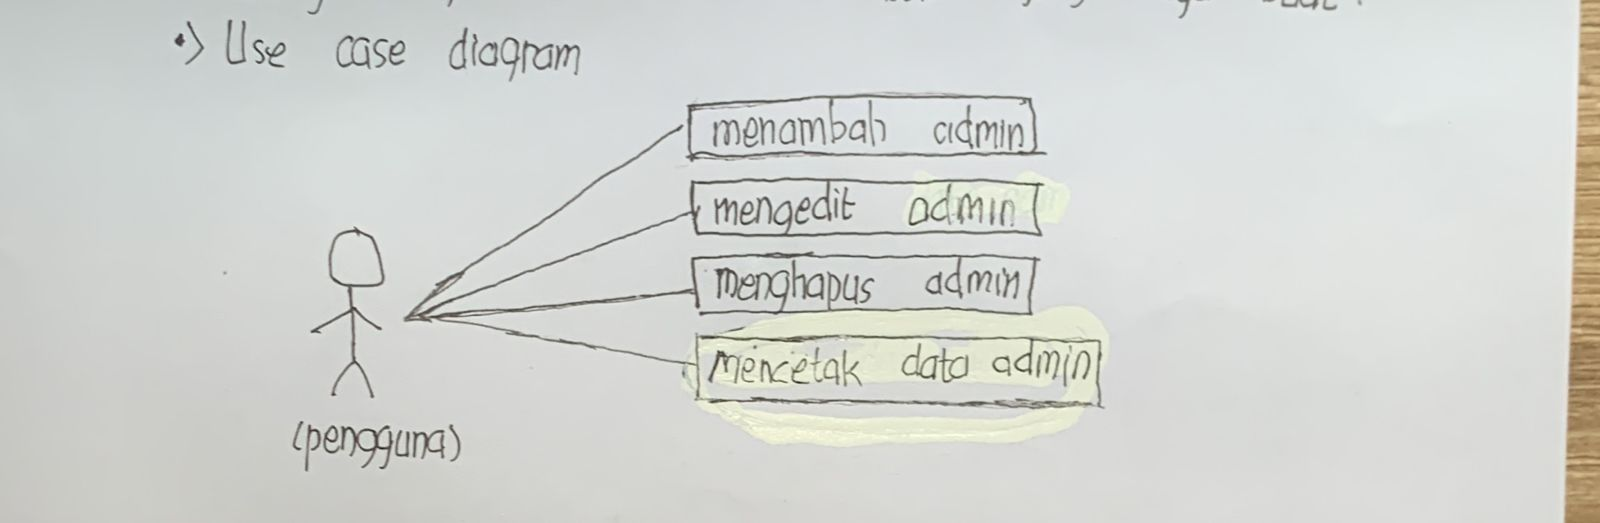 •> Use case diagram
menambah admin
mengedit admin
menghapus admin
mencetak data admin
(pengguna)